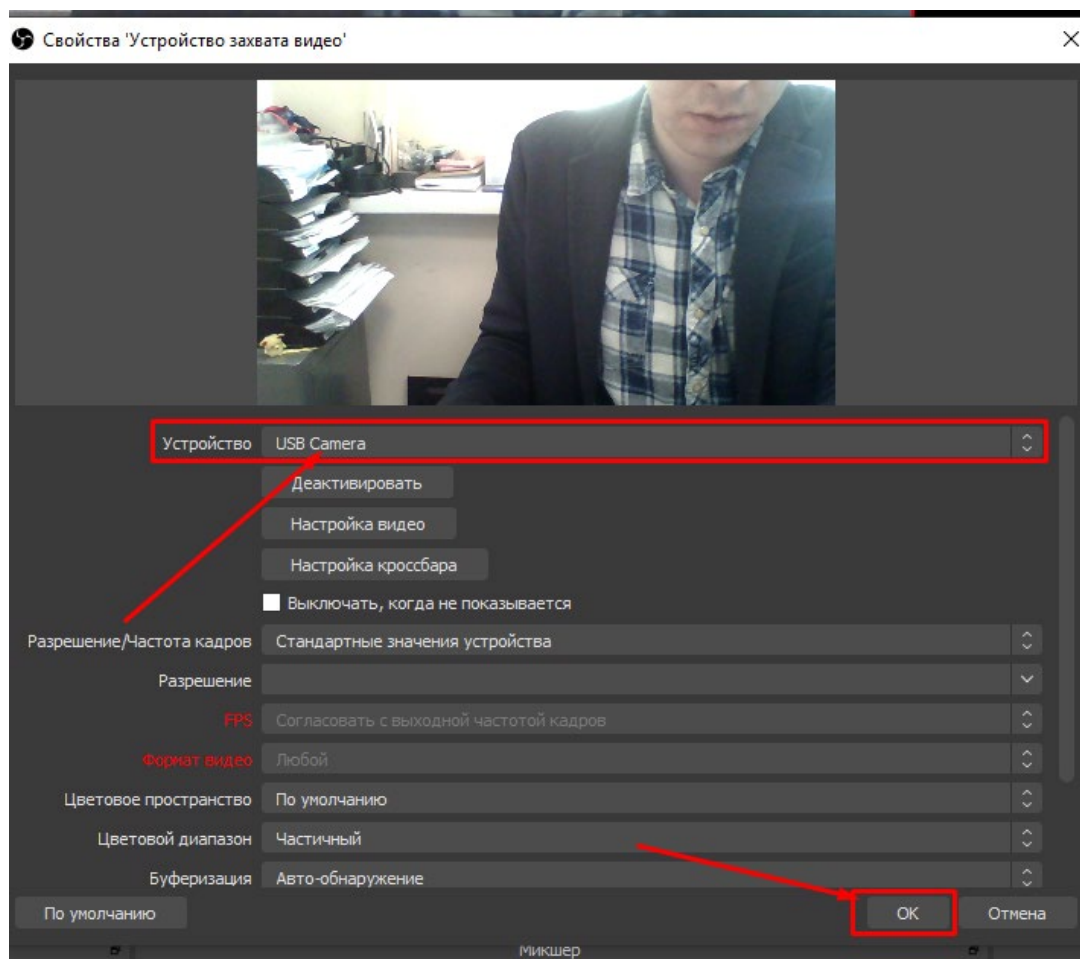 Свойства 'Устройство захвата видео'
Устройство USB Camera
Деактивировать
Настройка видео
Настройка кроссбара
Выключать, когда не показывается
Разрешение/Частота кадров Стандартные значения устройства
Разрешение
FPS Согласовать с выходной частотой кадров
Формат видео Любой
Цветовое пространство По умолчанию
Цветовой диапазон Частичный
Буферизация Авто-обнаружение
По умолчанию OK Отмена
Микшер